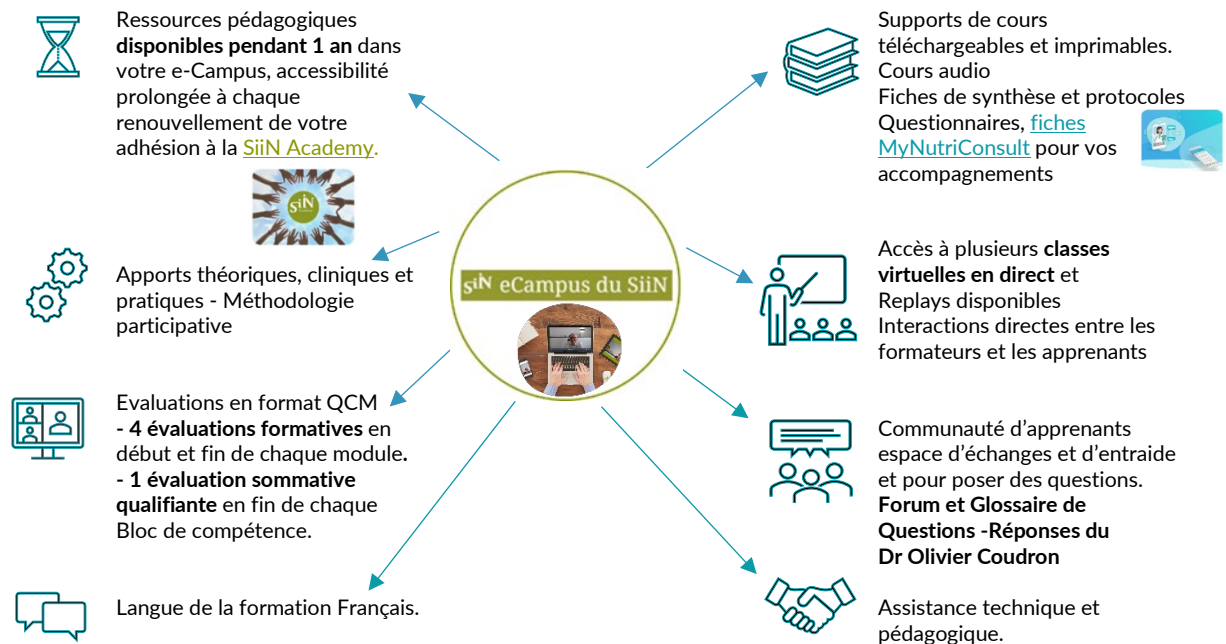 Ressources pédagogiques
disponibles pendant 1 an dans
votre e-Campus, accessibilité
prolongée à chaque
renouvellement de votre
adhésion à la SiiN Academy.
SiiN
Apports théoriques, cliniques et
pratiques - Méthodologie
participative
Evaluations en format QCM
- 4 évaluations formatives en
début et fin de chaque module.
- 1 évaluation sommative
qualifiante en fin de chaque
Bloc de compétence.
Langue de la formation Français.
SiiN eCampus du SiiN
Supports de cours
téléchargeables et imprimables.
Cours audio
Fiches de synthèse et protocoles
Questionnaires, fiches
MyNutriConsult pour vos
accompagnements
Accès à plusieurs classes
virtuelles en direct et
Replays disponibles
Interactions directes entre les
formateurs et les apprenants
Communauté d’apprenants
espace d’échanges et d’entraide
et pour poser des questions.
Forum et Glossaire de
Questions -Réponses du
Dr Olivier Coudron
Assistance technique et
pédagogique.